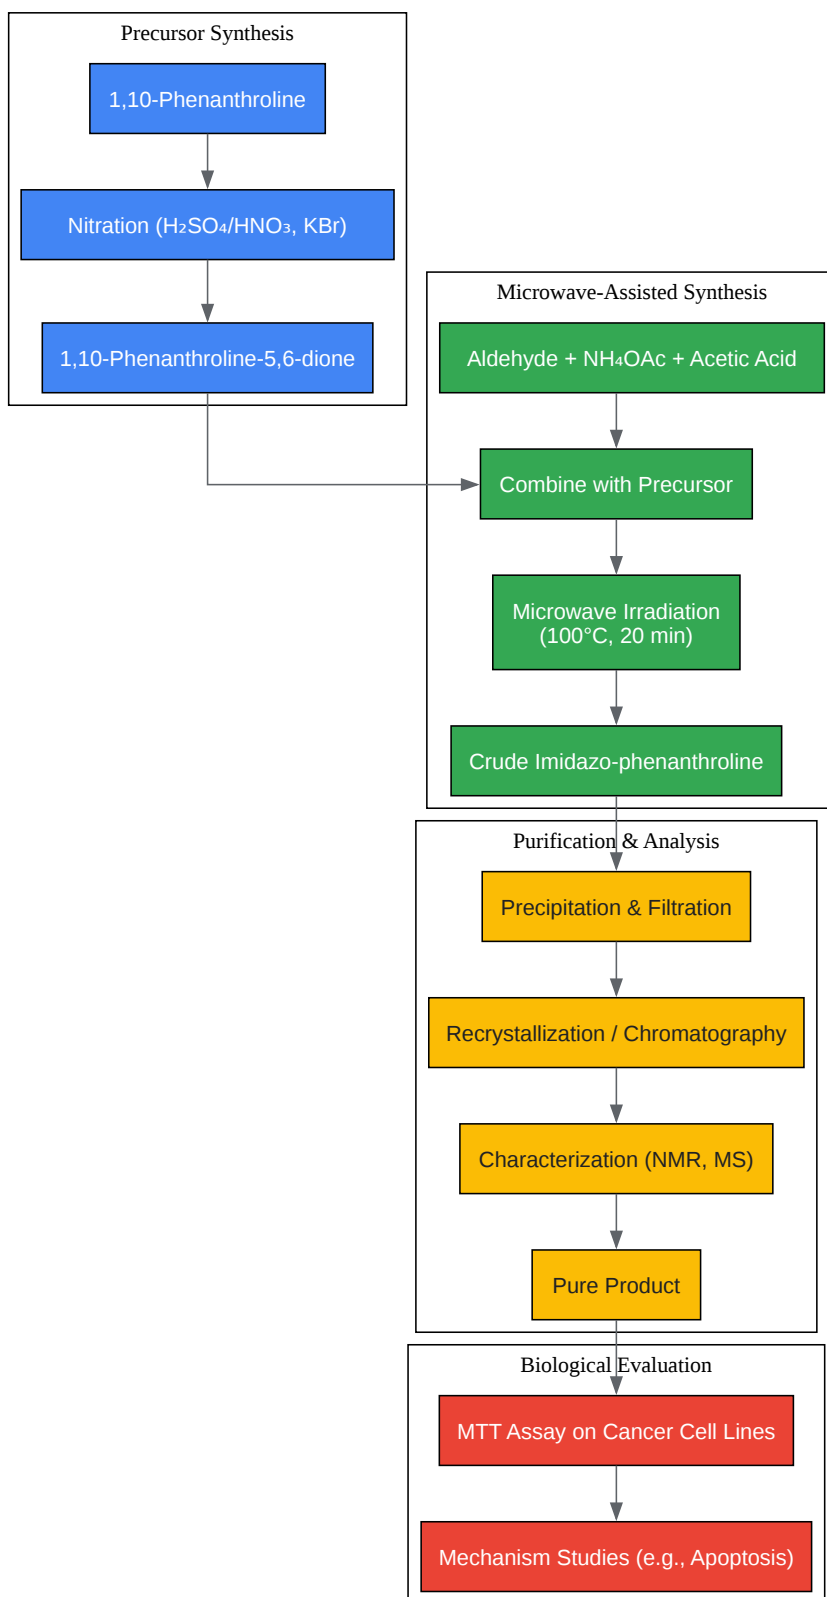 Precursor Synthesis
1,10-Phenanthroline
Nitration (H₂SO₄/HNO₃, KBr)
1,10-Phenanthroline-5,6-dione
Microwave-Assisted Synthesis
Aldehyde + NH₄OAc + Acetic Acid
Combine with Precursor
Microwave Irradiation
(100°C, 20 min)
Crude Imidazo-phenanthroline
Purification & Analysis
Precipitation & Filtration
Recrystallization / Chromatography
Characterization (NMR, MS)
Pure Product
Biological Evaluation
MTT Assay on Cancer Cell Lines
Mechanism Studies (e.g., Apoptosis)